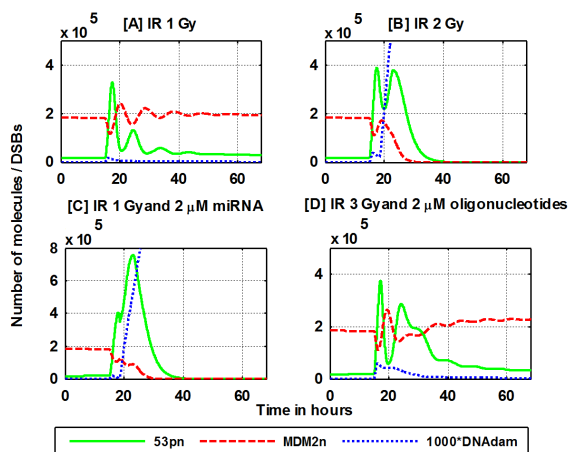 [A] IR 1 Gy
x 10 5
4
2
0
0 20 40 60
[B] IR 2 Gy
x 10 5
4
2
0
0 20 40 60
Number of molecules / DSBs
[C] IR 1 Gyand 2 μM miRNA
x 10 5
8
6
4
2
0
0 20 40 60
[D] IR 3 Gyand 2 μM oligonucleotides
x 10 5
4
2
0
0 20 40 60
Time in hours
53pn MDM2n 1000*DNAdam